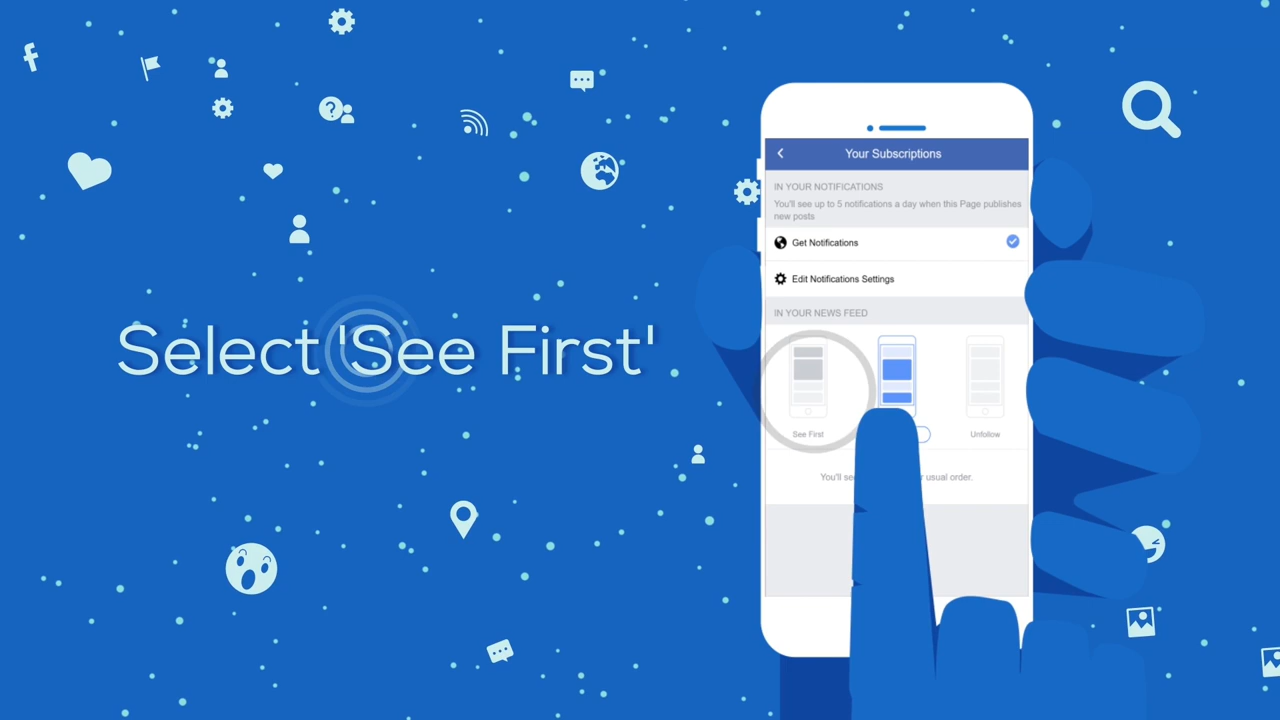 Select 'See First'
Your Subscriptions
IN YOUR NOTIFICATIONS
You'll see up to 5 notifications a day when this Page publishes
new posts
Get Notifications
Edit Notifications Settings
IN YOUR NEWS FEED
See First
Unfollow
You'll usual order.